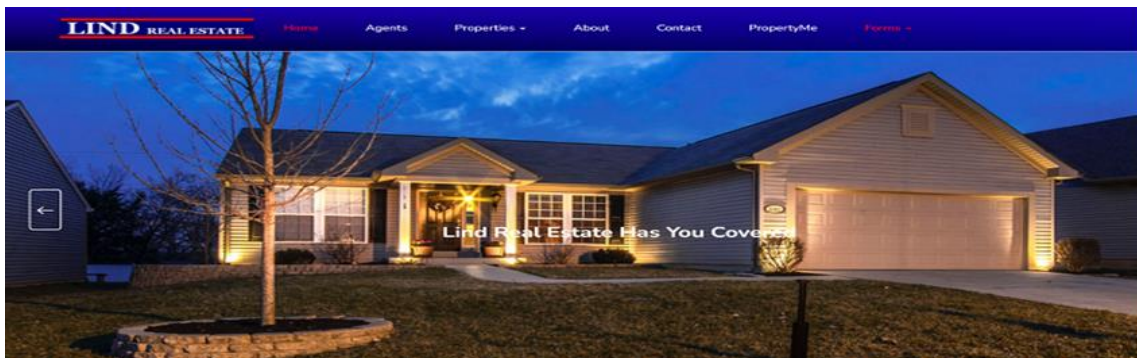 LIND REAL ESTATE Home Agents Properties About Contact PropertyMe Forms
Lind Real Estate Has You Covered